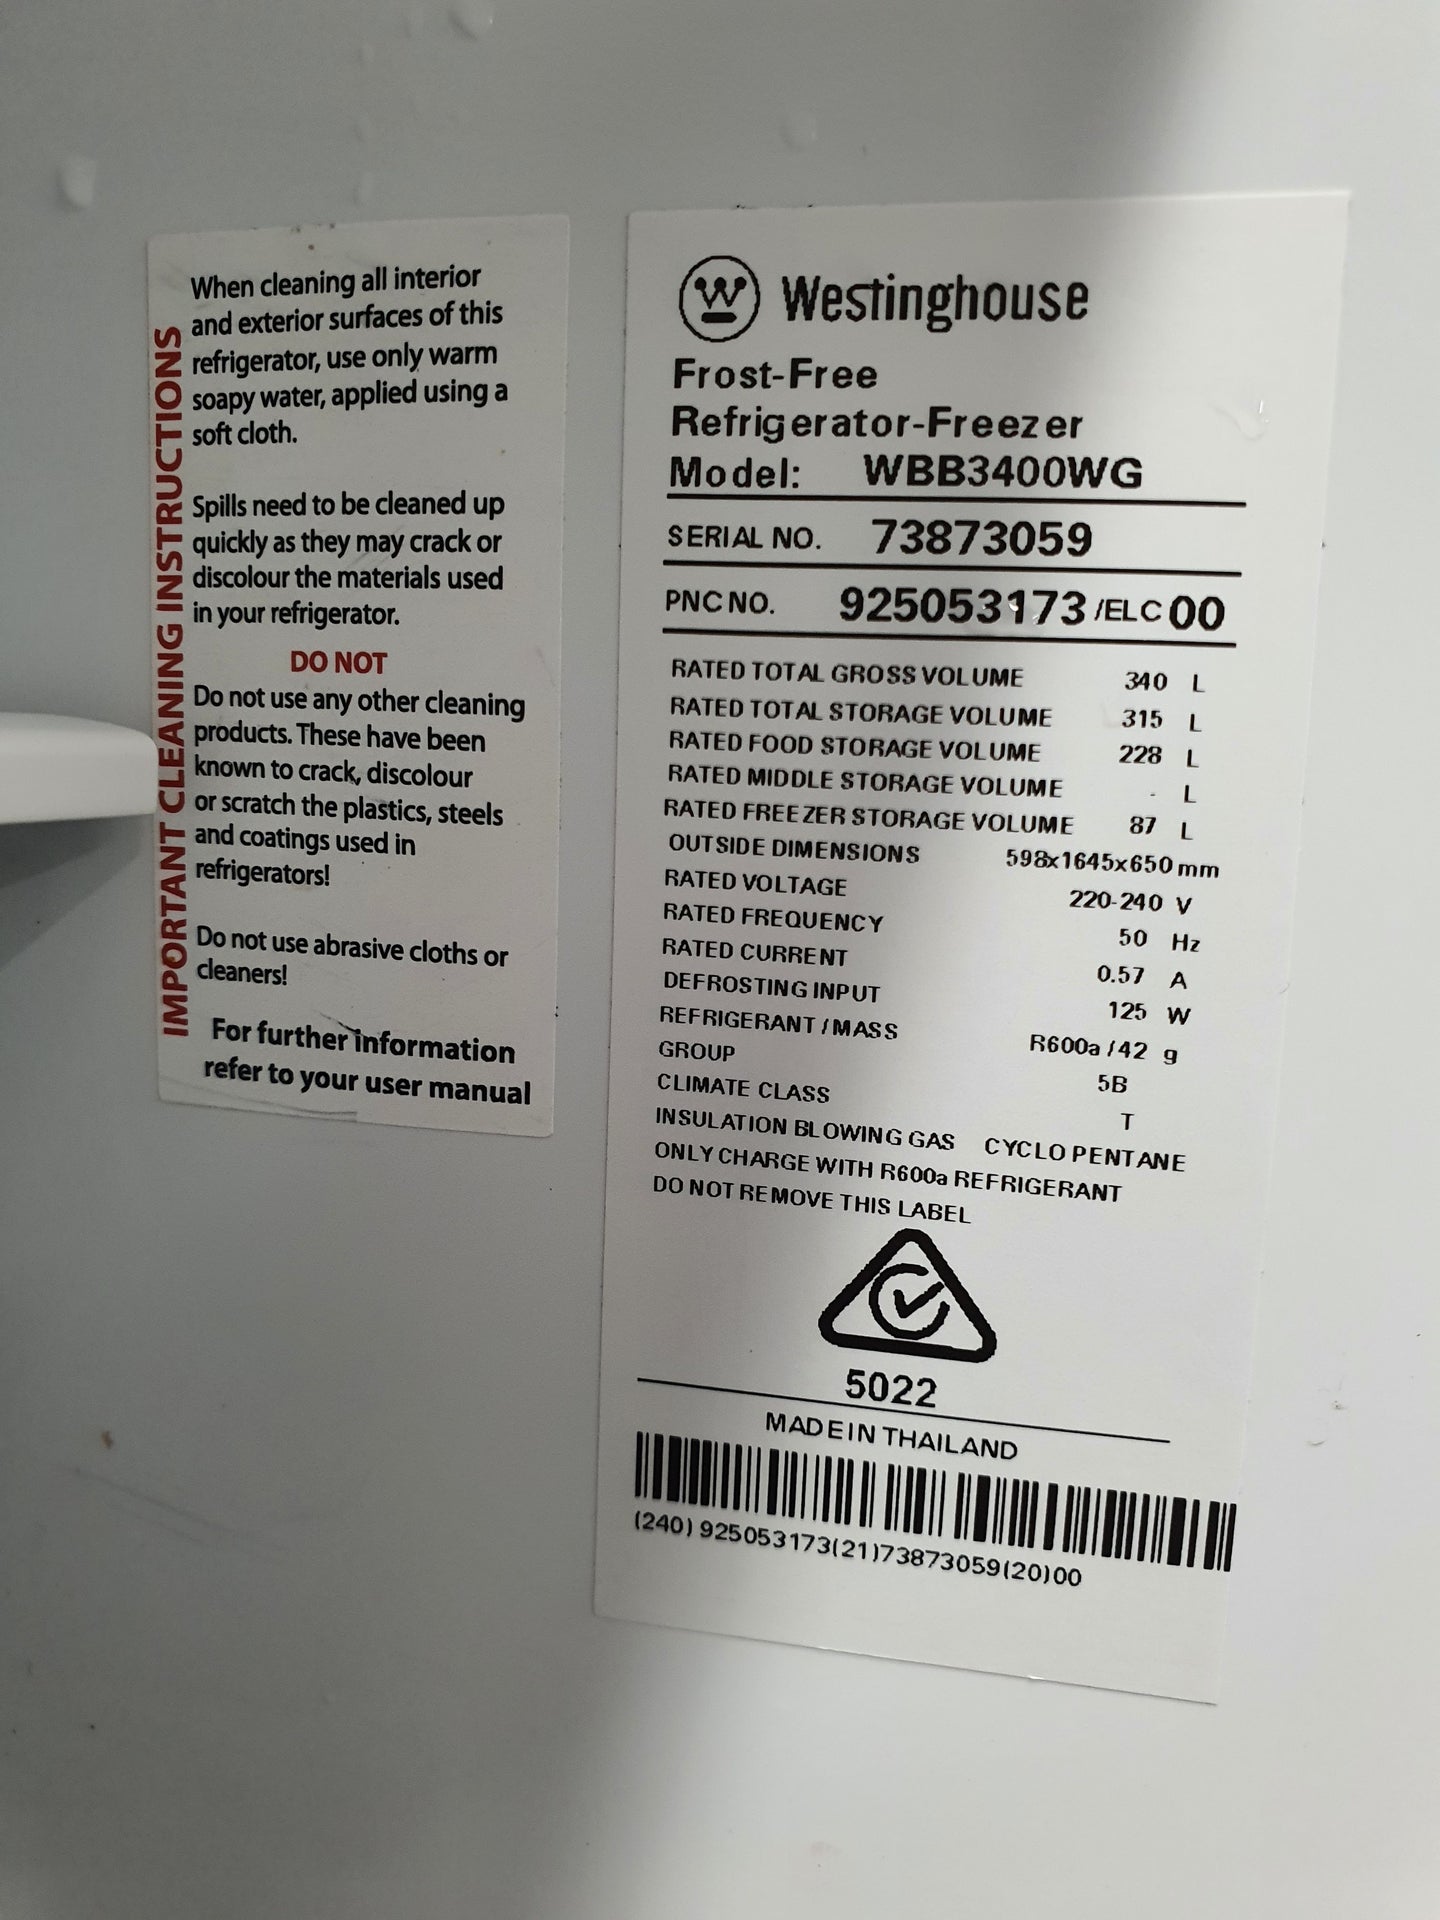 IMPORTANT CLEANING INSTRUCTIONS
When cleaning all interior
and exterior surfaces of this
refrigerator, use only warm
soapy water, applied using a
soft cloth.
Spills need to be cleaned up
quickly as they may crack or
discolour the materials used
in your refrigerator.
DO NOT
Do not use any other cleaning
products. These have been
known to crack, discolour
or scratch the plastics, steels
and coatings used in
refrigerators!
Do not use abrasive cloths or
cleaners!
For further information
refer to your user manual
W Westinghouse
Frost-Free
Refrigerator-Freezer
Model: WBB3400WG
SERIAL NO. 73873059
PNC NO. 925053173 /ELC 00
RATED TOTAL GROSS VOLUME 340 L
RATED TOTAL STORAGE VOLUME 315 L
RATED FOOD STORAGE VOLUME 228 L
RATED MIDDLE STORAGE VOLUME - L
RATED FREEZER STORAGE VOLUME 87 L
OUTSIDE DIMENSIONS 598x1645x650 mm
RATED VOLTAGE 220-240 V
RATED FREQUENCY 50 Hz
RATED CURRENT 0.57 A
DEFROSTING INPUT 125 W
REFRIGERANT / MASS R600a / 42 g
GROUP 5B
CLIMATE CLASS T
INSULATION BLOWING GAS CYCLO PENTANE
ONLY CHARGE WITH R600a REFRIGERANT
DO NOT REMOVE THIS LABEL
5022
MADE IN THAILAND
(240) 925053173(21)73873059(20)00